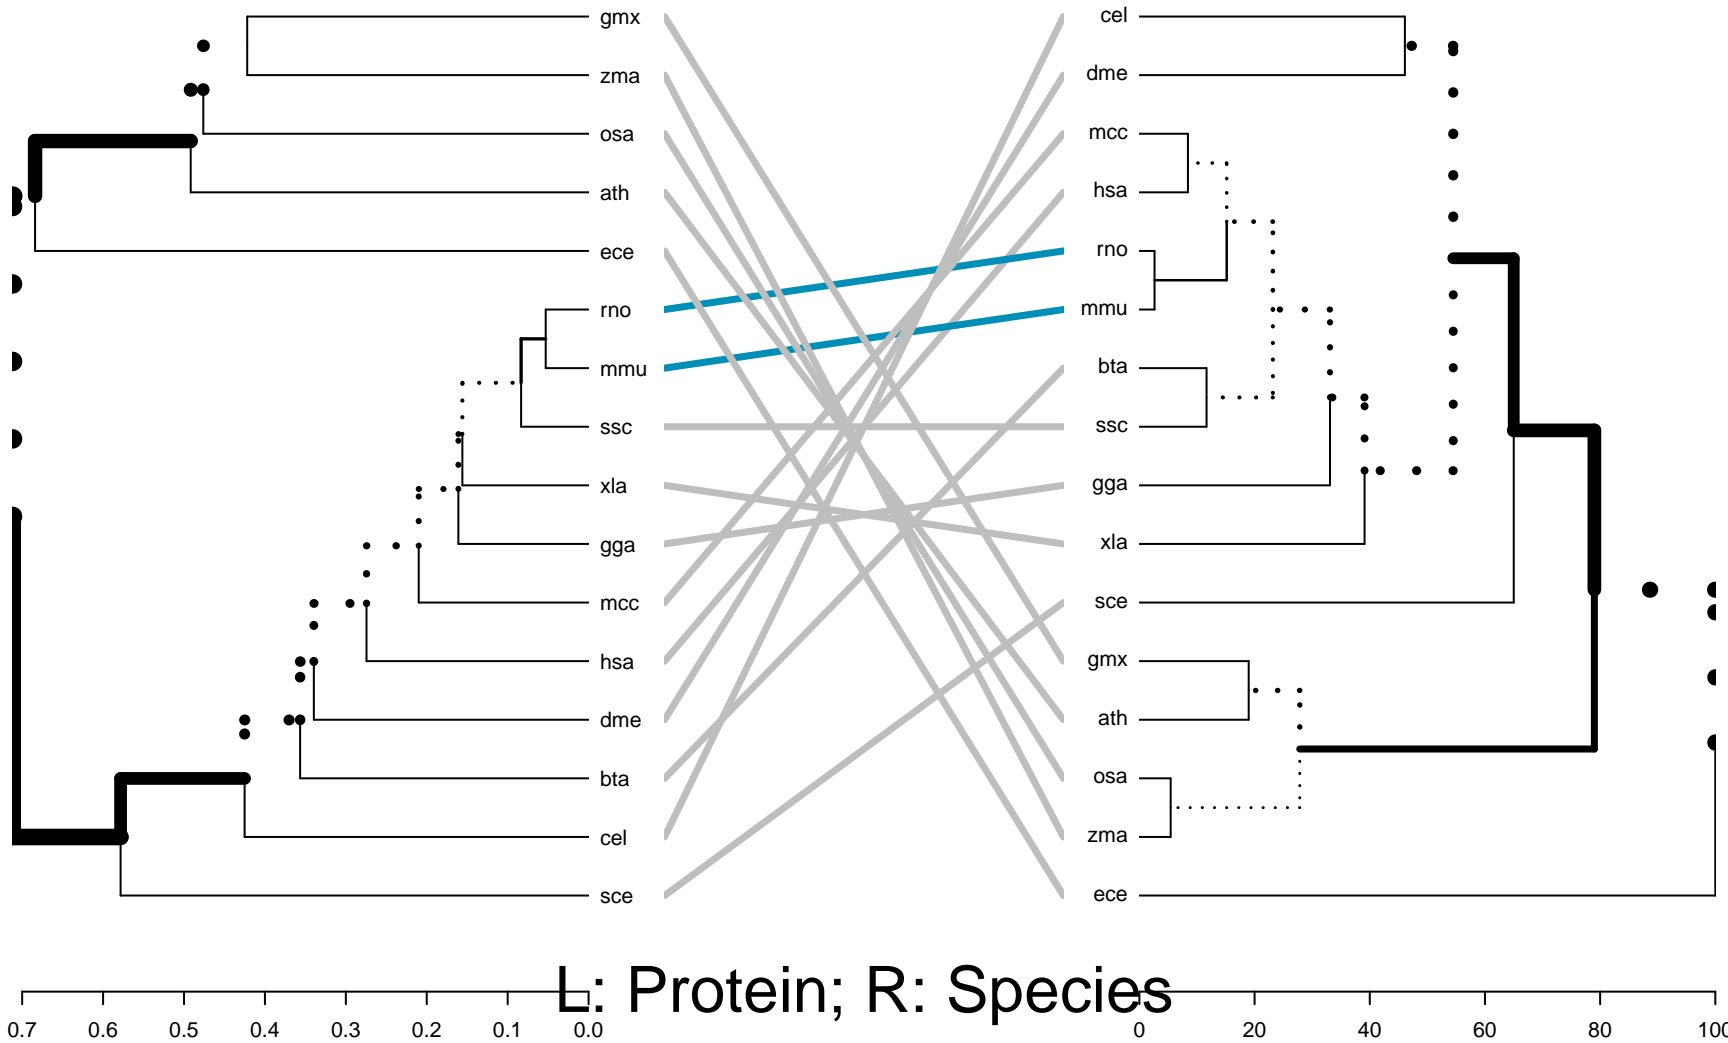 gmx
zma
osa
ath
ece
rno
mmu
ssc
xla
gga
mcc
hsa
dme
bta
cel
sce
cel
dme
mcc
hsa
rno
mmu
bta
ssc
gga
xla
sce
gmx
ath
osa
zma
ece
L: Protein; R: Species
0.7 0.6 0.5 0.4 0.3 0.2 0.1 0.0
0 20 40 60 80 100